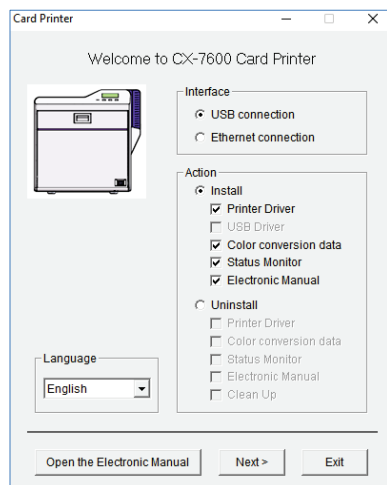 Card Printer
Welcome to CX-7600 Card Printer
Interface
USB connection
Ethernet connection
Action
Install
Printer Driver
USB Driver
Color conversion data
Status Monitor
Electronic Manual
Uninstall
Printer Driver
Color conversion data
Status Monitor
Electronic Manual
Clean Up
Language
English
Open the Electronic Manual
Next >
Exit